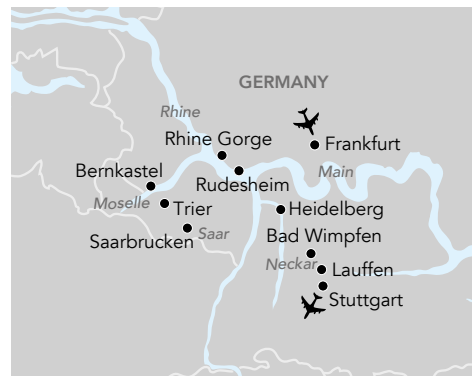 GERMANY
Rhine
Rhine Gorge
Frankfurt
Bernkastel
Rudesheim
Main
Moselle
Trier
Heidelberg
Saarbrucken
Saar
Bad Wimpfen
Neckar
Lauffen
Stuttgart